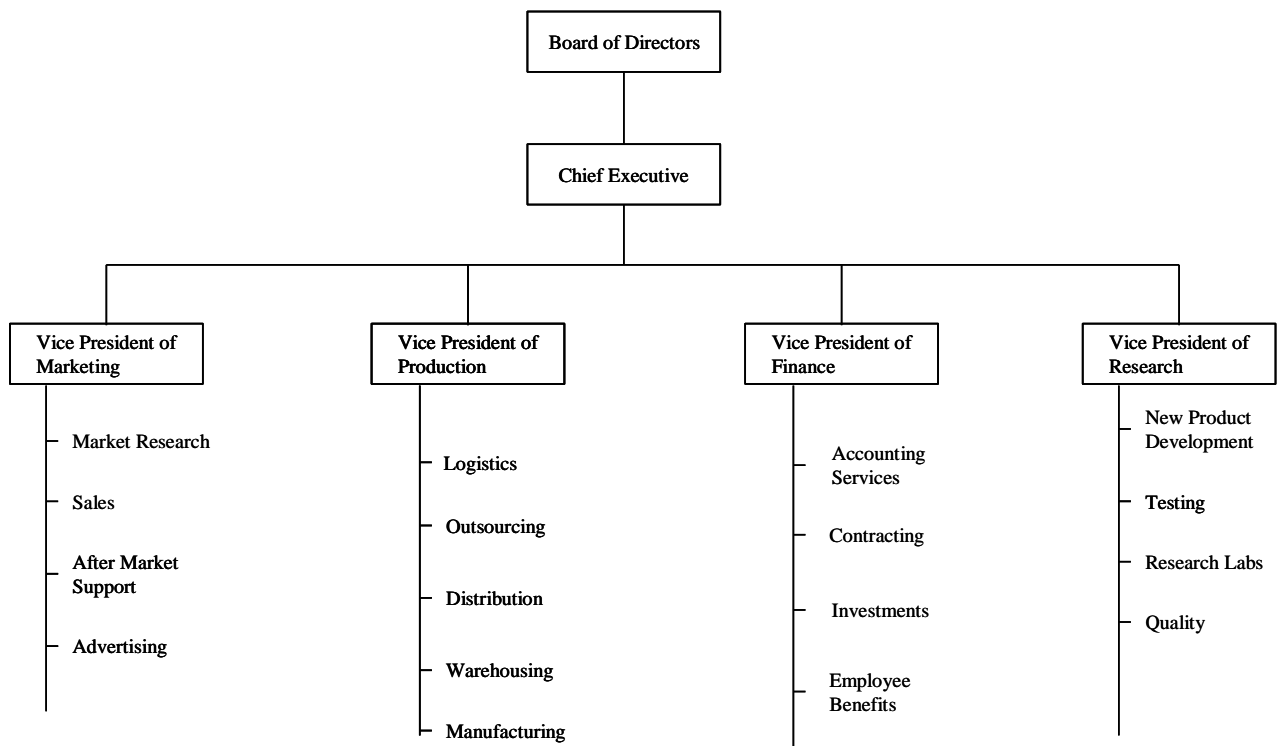 Board of Directors
Chief Executive
Vice President of
Marketing
Market Research
Sales
After Market
Support
Advertising
Vice President of
Production
Logistics
Outsourcing
Distribution
Warehousing
Manufacturing
Vice President of
Finance
Accounting
Services
Contracting
Investments
Employee
Benefits
Vice President of
Research
New Product
Development
Testing
Research Labs
Quality